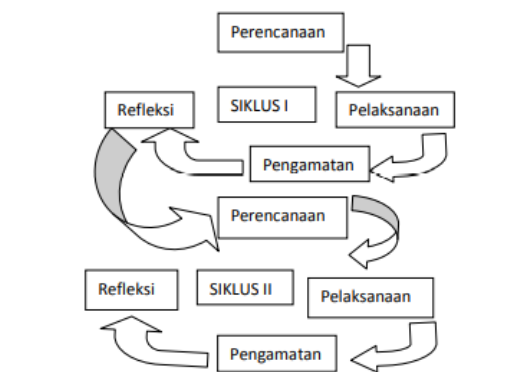 Perencanaan
Refleksi
SIKLUS I
Pelaksanaan
Pengamatan
Perencanaan
Refleksi
SIKLUS II
Pelaksanaan
Pengamatan